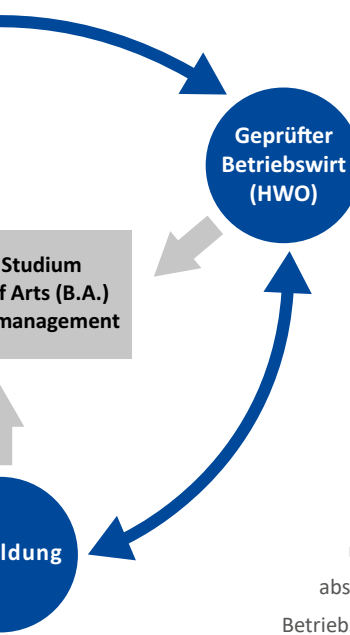 Geprüfter
Betriebswirt
(HWO)
Studium
f Arts (B.A.)
management
ldung
abs
Betrieb